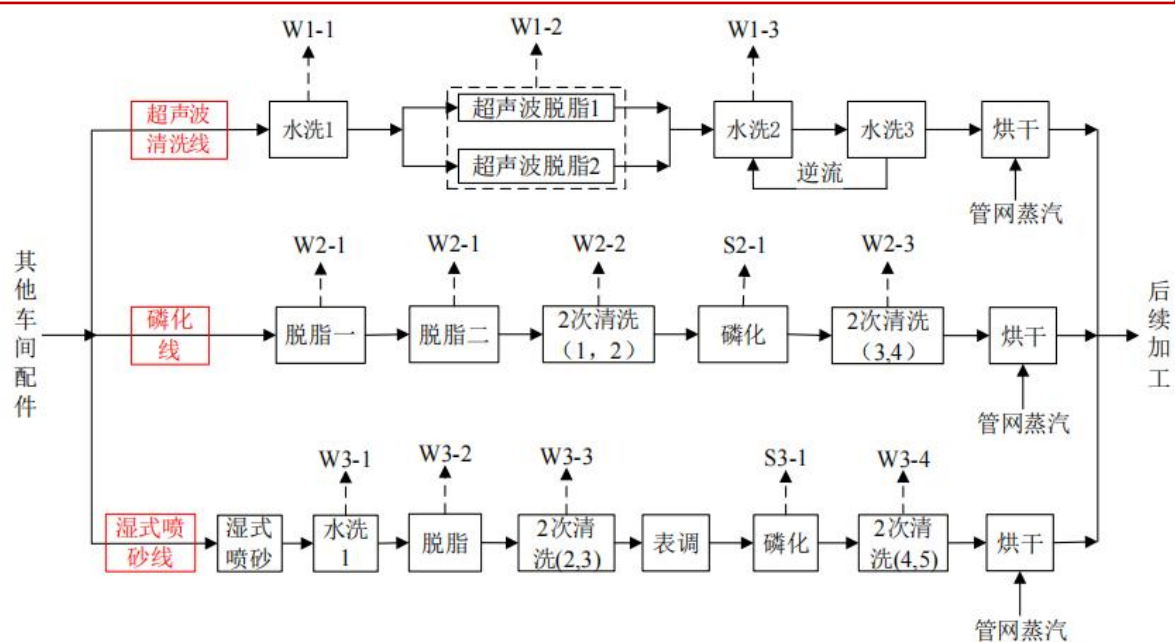 W1-1
W1-2
W1-3
超声波
清洗线
水洗1
超声波脱脂1
超声波脱脂2
水洗2
水洗3
烘干
逆流
管网蒸汽
其他车间配件
W2-1
W2-1
W2-2
S2-1
W2-3
磷化
线
脱脂一
脱脂二
2次清洗
（1，2）
磷化
2次清洗
（3,4）
烘干
管网蒸汽
后续加工
W3-1
W3-2
W3-3
S3-1
W3-4
湿式喷
砂线
湿式
喷砂
水洗
1
脱脂
2次清
洗(2,3)
表调
磷化
2次清
洗(4,5)
烘干
管网蒸汽